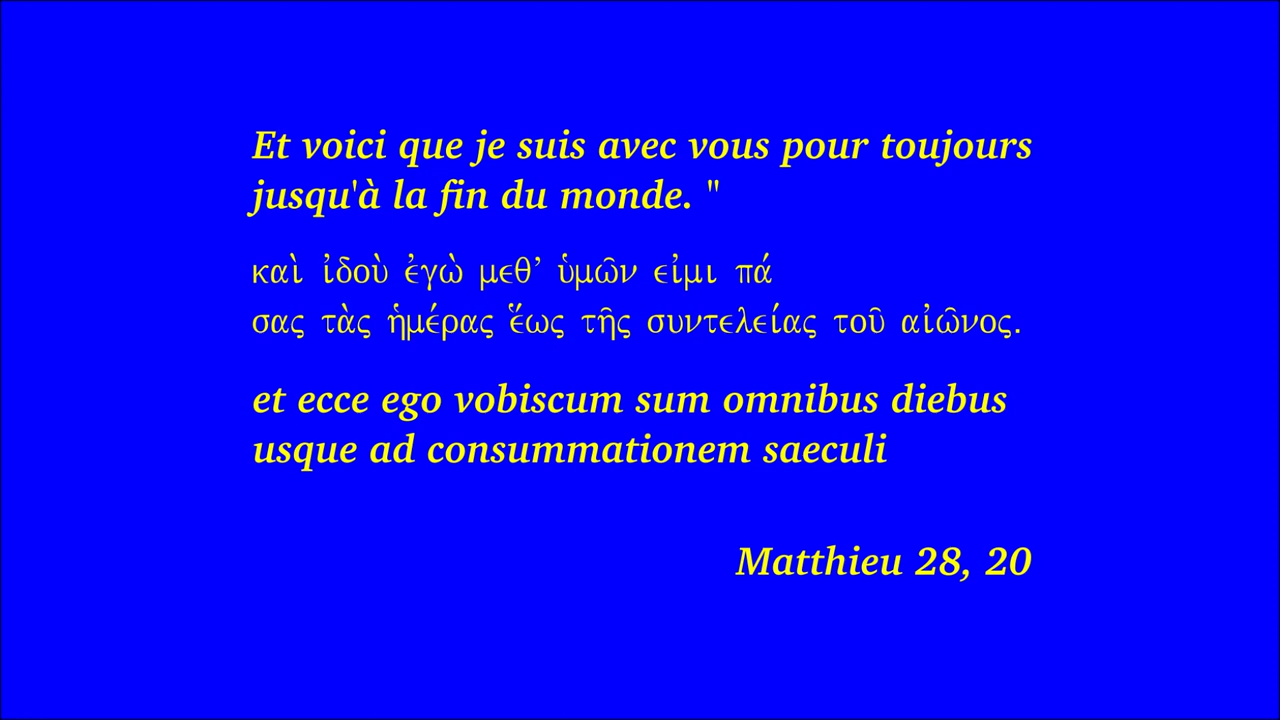 Et voici que je suis avec vous pour toujours
jusqu'à la fin du monde. "
καὶ ἰδοὺ ἐγὼ μεθ’ ὑμῶν εἰμι πά
σας τὰς ἡμέρας ἕως τῆς συντελείας τοῦ αἰῶνος.
et ecce ego vobiscum sum omnibus diebus
usque ad consummationem saeculi
Matthieu 28, 20